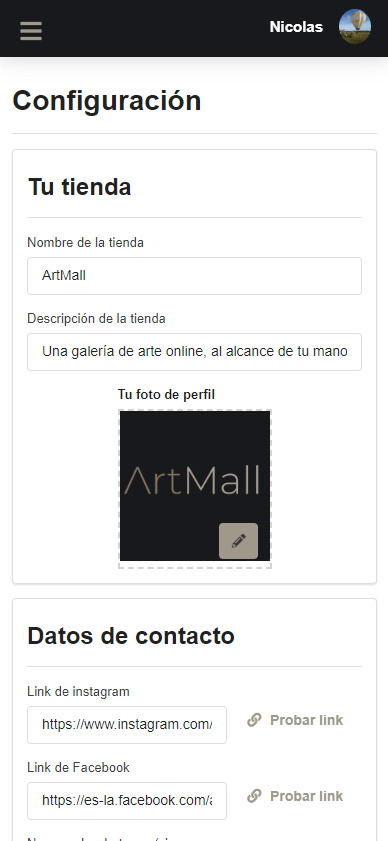 Nicolas
Configuración
Tu tienda
Nombre de la tienda
ArtMall
Descripción de la tienda
Una galería de arte online, al alcance de tu mano
Tu foto de perfil
ArtMall
Datos de contacto
Link de instagram
https://www.instagram.com/
Probar link
Link de Facebook
https://es-la.facebook.com/a
Probar link